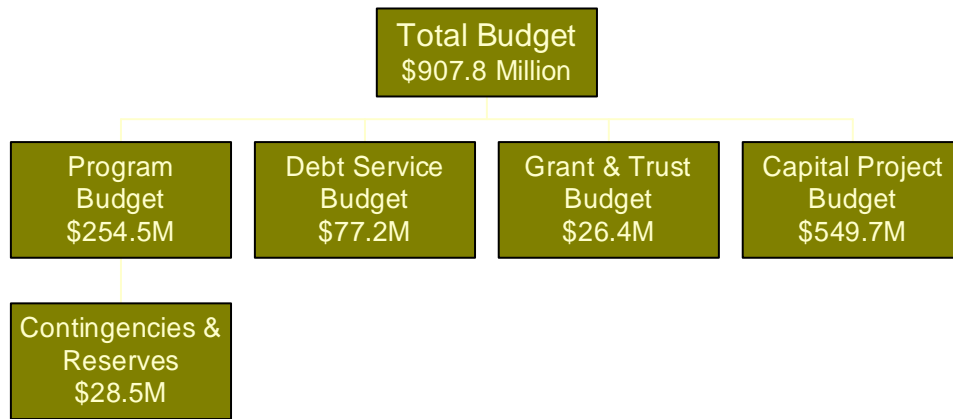 Total Budget
$907.8 Million
Program
Budget
$254.5M
Debt Service
Budget
$77.2M
Grant & Trust
Budget
$26.4M
Capital Project
Budget
$549.7M
Contingencies &
Reserves
$28.5M